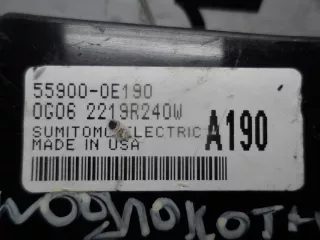 55900-0E190
0G06 2219R240W
SUMITOMO ELECTRIC
MADE IN USA
A190